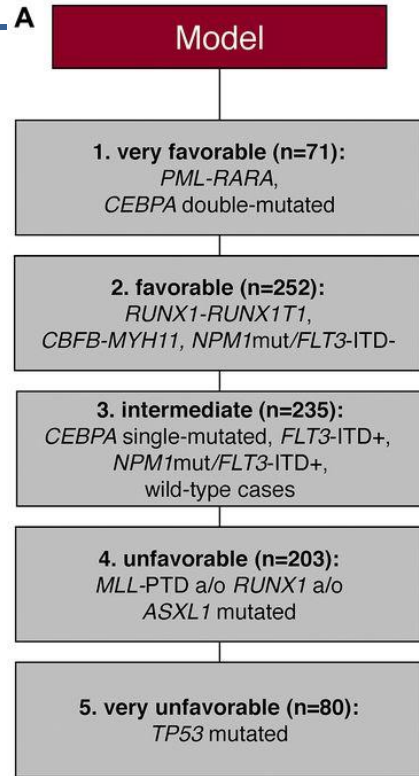 A
Model
1. very favorable (n=71):
PML-RARA,
CEBPA double-mutated
2. favorable (n=252):
RUNX1-RUNX1T1,
CBFB-MYH11, NPM1mut/FLT3-ITD-
3. intermediate (n=235):
CEBPA single-mutated, FLT3-ITD+,
NPM1mut/FLT3-ITD+,
wild-type cases
4. unfavorable (n=203):
MLL-PTD a/o RUNX1 a/o
ASXL1 mutated
5. very unfavorable (n=80):
TP53 mutated